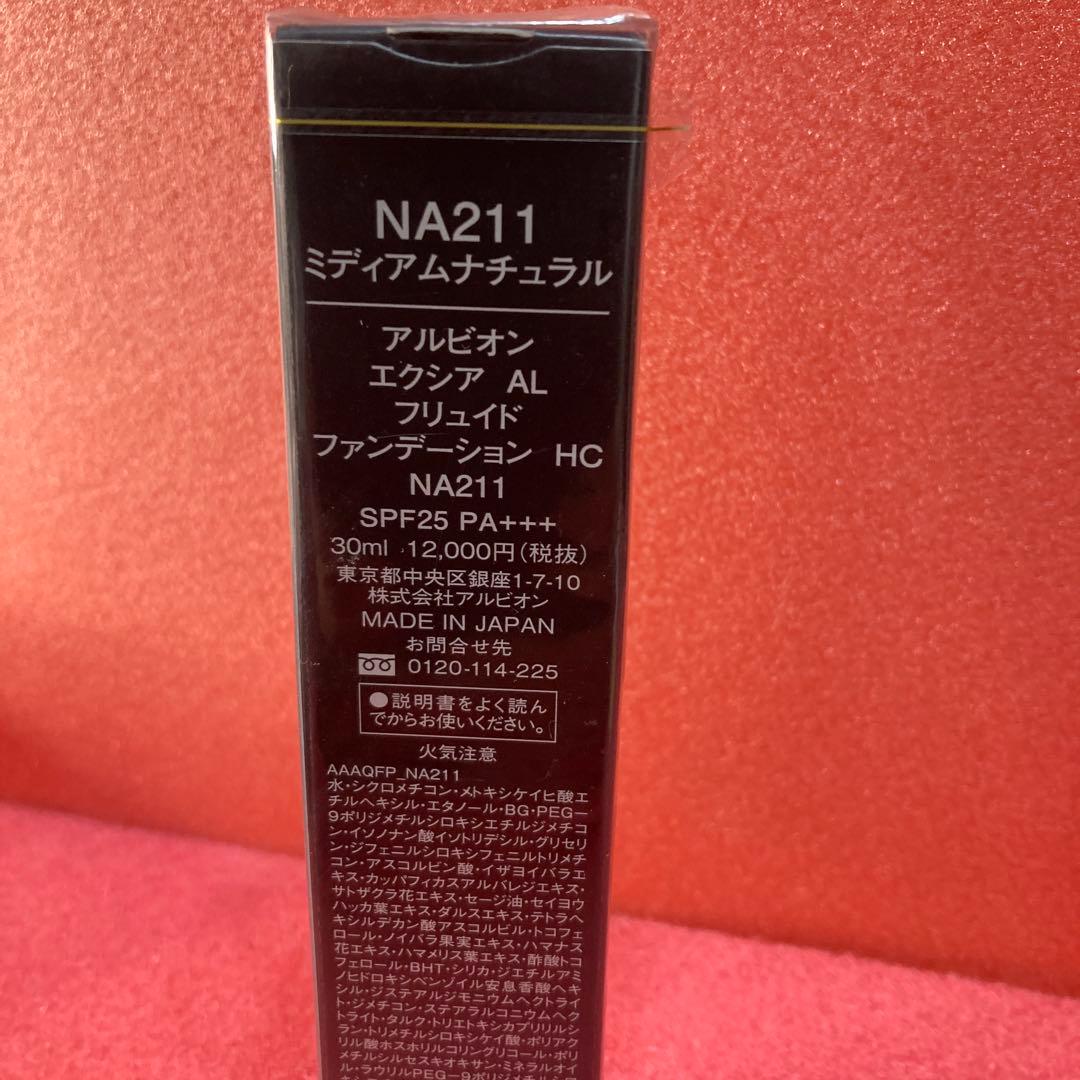 NA211
ミディアムナチュラル
アルビオン
エクシア AL
フリュイド
ファンデーション HC
NA211
SPF25 PA+++
30ml 12,000円(税抜)
東京都中央区銀座1-7-10
株式会社アルビオン
MADE IN JAPAN
お問合せ先
0120-114-225
●説明書をよく読ん
でからお使いください。
火気注意
AAAQFP_NA211
水・シクロメチコン・メトキシケイヒ酸エ
チルヘキシル・エタノール・BG・PEG-
9ポリジメチルシロキシエチルジメチコ
ン・イソノナン酸イソトリデシル・グリセリ
ン・ジフェニルシロキシフェニルトリメチ
コン・アスコルビン酸・イザヨイバラエ
キス・カッパフィカスアルバレジエキス・
サトザクラ花エキス・セージ油・セイヨウ
ハッカ葉エキス・ダルスエキス・テトラヘ
キシルデカン酸アスコルビル・トコフェ
ロール・ノイバラ果実エキス・ハマナス
花エキス・ハマメリス葉エキス・酢酸トコ
フェロール・BHT・シリカ・ジエチルアミ
ノヒドロキシベンゾイル安息香酸ヘキ
シル・ジステアルジモニウムヘクトライ
ト・ジメチコン・ステアラルコニウムヘク
トライト・タルク・トリエトキシカプリリルシ
ラン・トリメチルシロキシケイ酸・ポリアク
リル酸ホスホリルコリングリコール・ポリ
メチルシルセスキオキサン・ミネラルオイ
ル・ラウリルPEG-9ポリジメチルシロ